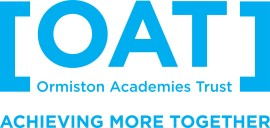 [OAT]
Ormiston Academies Trust
ACHIEVING MORE TOGETHER